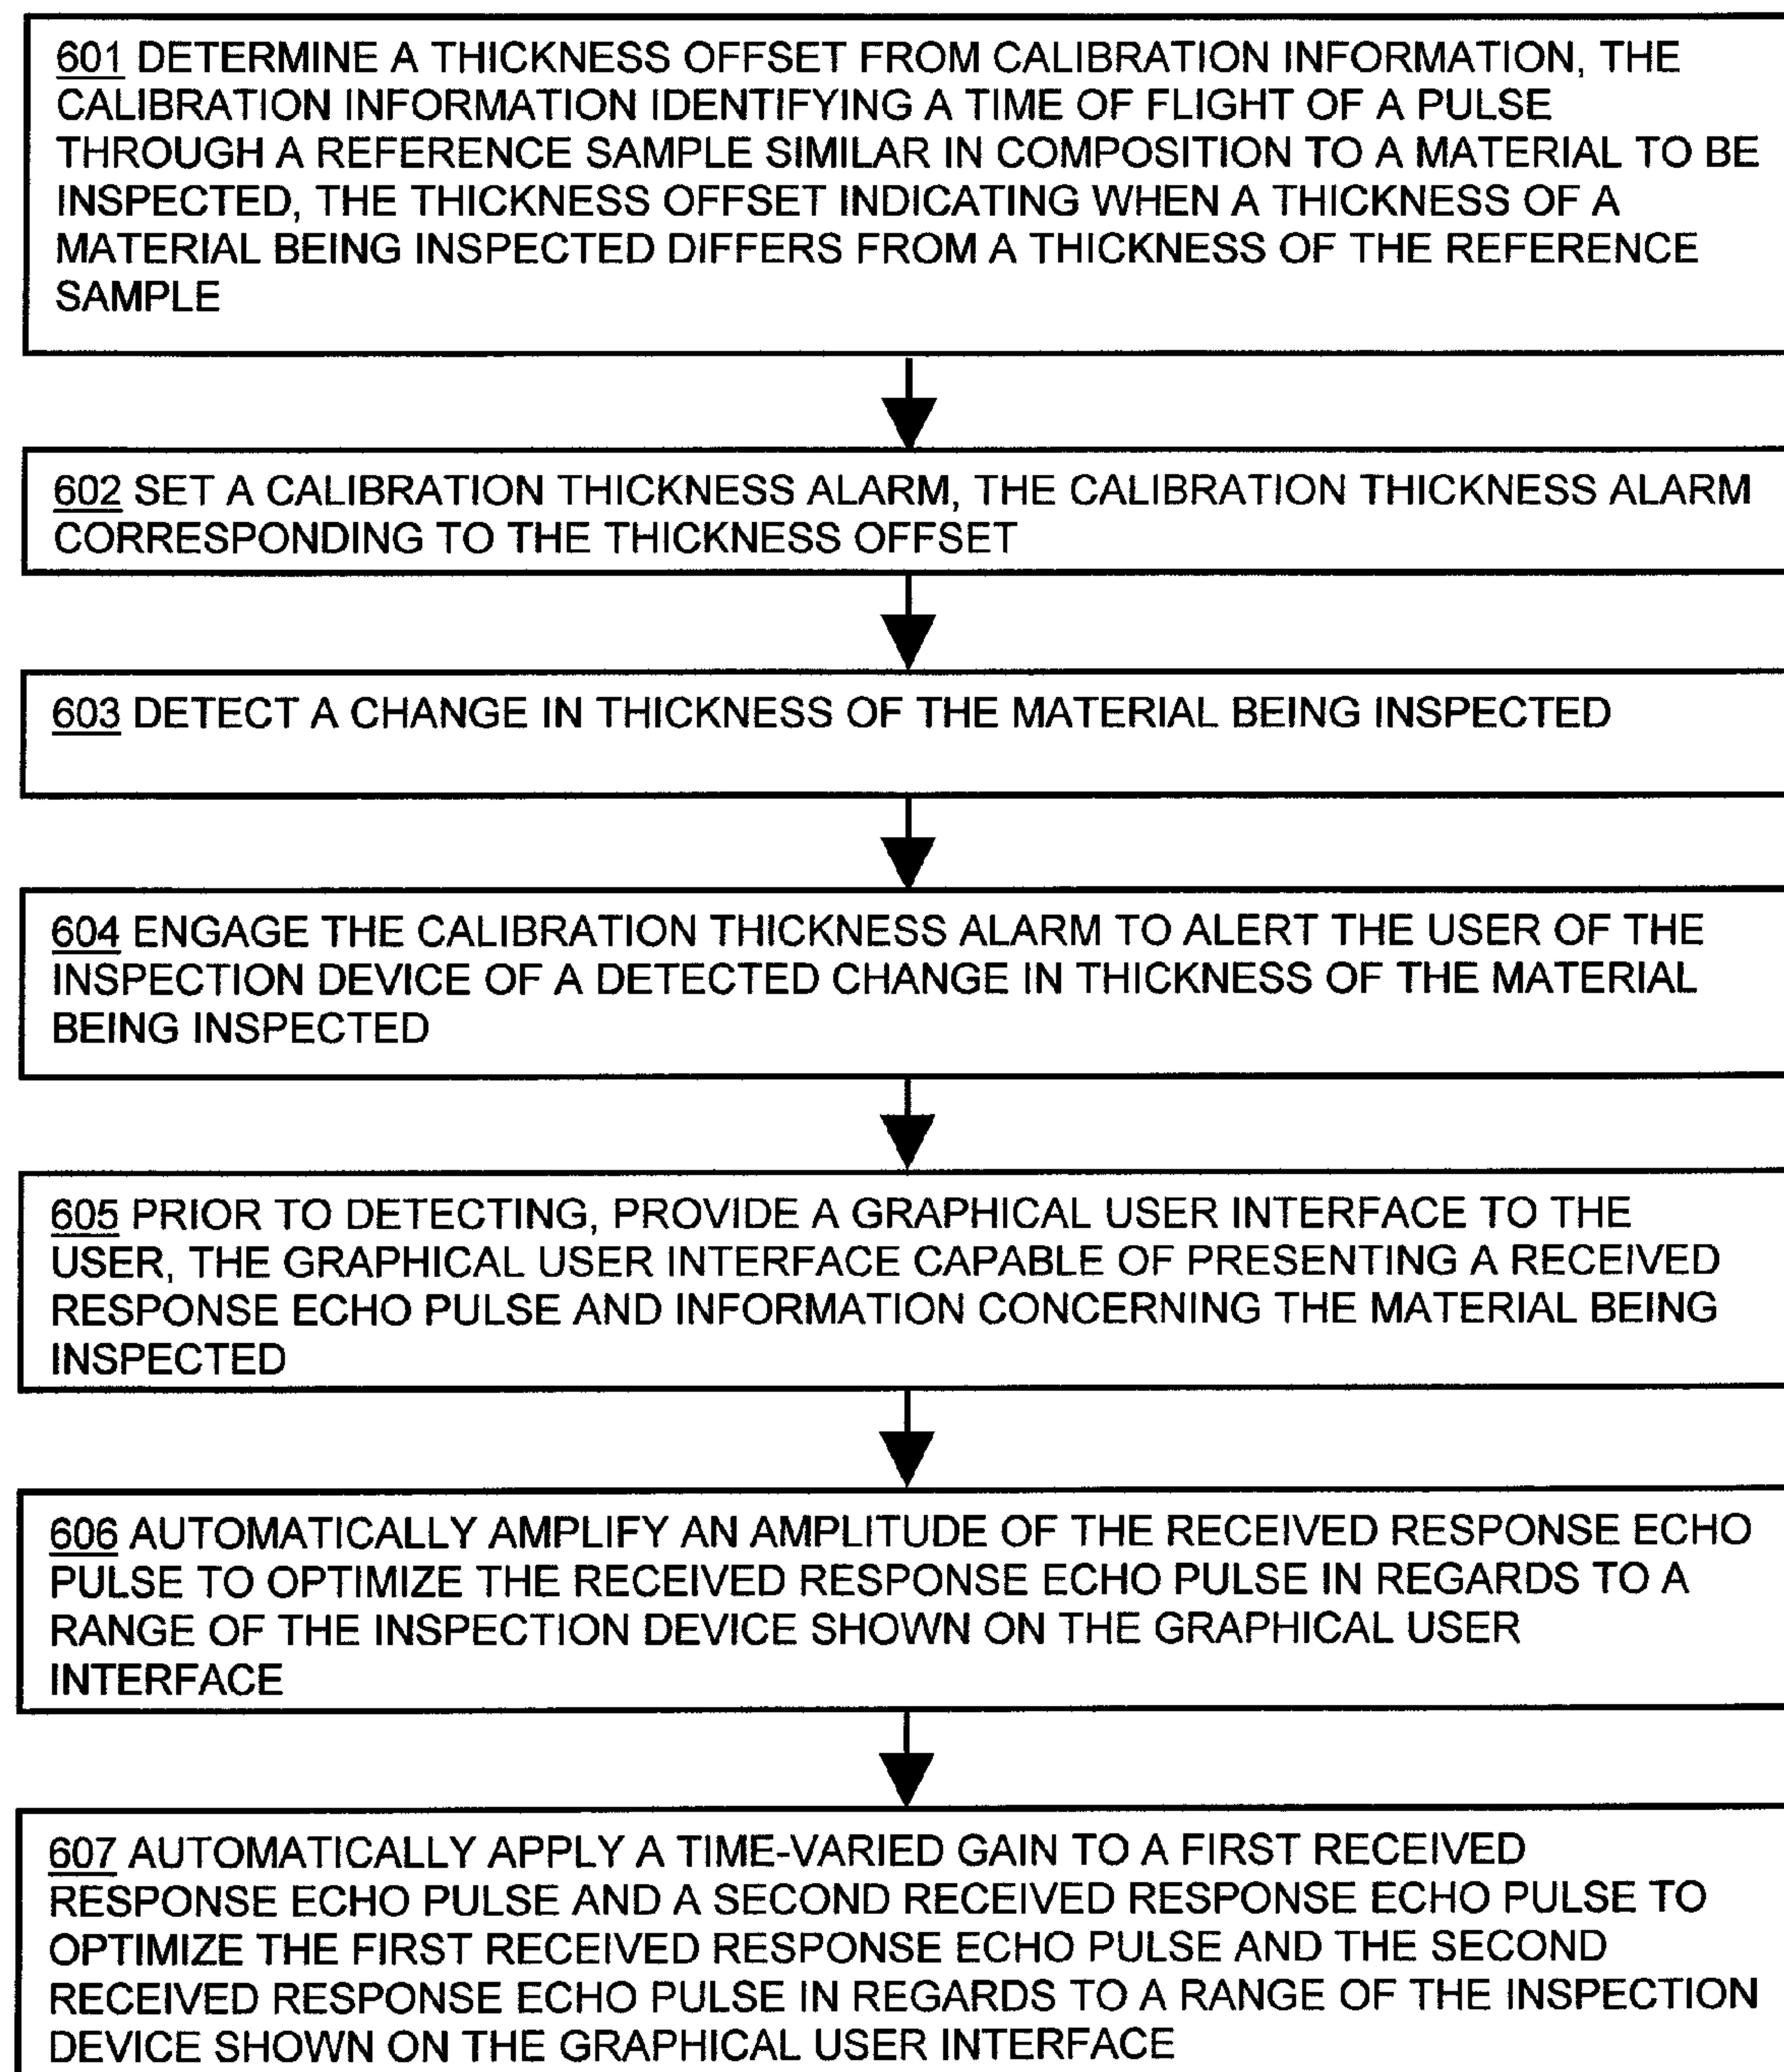 601 DETERMINE A THICKNESS OFFSET FROM CALIBRATION INFORMATION, THE
CALIBRATION INFORMATION IDENTIFYING A TIME OF FLIGHT OF A PULSE
THROUGH A REFERENCE SAMPLE SIMILAR IN COMPOSITION TO A MATERIAL TO BE
INSPECTED, THE THICKNESS OFFSET INDICATING WHEN A THICKNESS OF A
MATERIAL BEING INSPECTED DIFFERS FROM A THICKNESS OF THE REFERENCE
SAMPLE
602 SET A CALIBRATION THICKNESS ALARM, THE CALIBRATION THICKNESS ALARM
CORRESPONDING TO THE THICKNESS OFFSET
603 DETECT A CHANGE IN THICKNESS OF THE MATERIAL BEING INSPECTED
604 ENGAGE THE CALIBRATION THICKNESS ALARM TO ALERT THE USER OF THE
INSPECTION DEVICE OF A DETECTED CHANGE IN THICKNESS OF THE MATERIAL
BEING INSPECTED
605 PRIOR TO DETECTING, PROVIDE A GRAPHICAL USER INTERFACE TO THE
USER, THE GRAPHICAL USER INTERFACE CAPABLE OF PRESENTING A RECEIVED
RESPONSE ECHO PULSE AND INFORMATION CONCERNING THE MATERIAL BEING
INSPECTED
606 AUTOMATICALLY AMPLIFY AN AMPLITUDE OF THE RECEIVED RESPONSE ECHO
PULSE TO OPTIMIZE THE RECEIVED RESPONSE ECHO PULSE IN REGARDS TO A
RANGE OF THE INSPECTION DEVICE SHOWN ON THE GRAPHICAL USER
INTERFACE
607 AUTOMATICALLY APPLY A TIME-VARIED GAIN TO A FIRST RECEIVED
RESPONSE ECHO PULSE AND A SECOND RECEIVED RESPONSE ECHO PULSE TO
OPTIMIZE THE FIRST RECEIVED RESPONSE ECHO PULSE AND THE SECOND
RECEIVED RESPONSE ECHO PULSE IN REGARDS TO A RANGE OF THE INSPECTION
DEVICE SHOWN ON THE GRAPHICAL USER INTERFACE